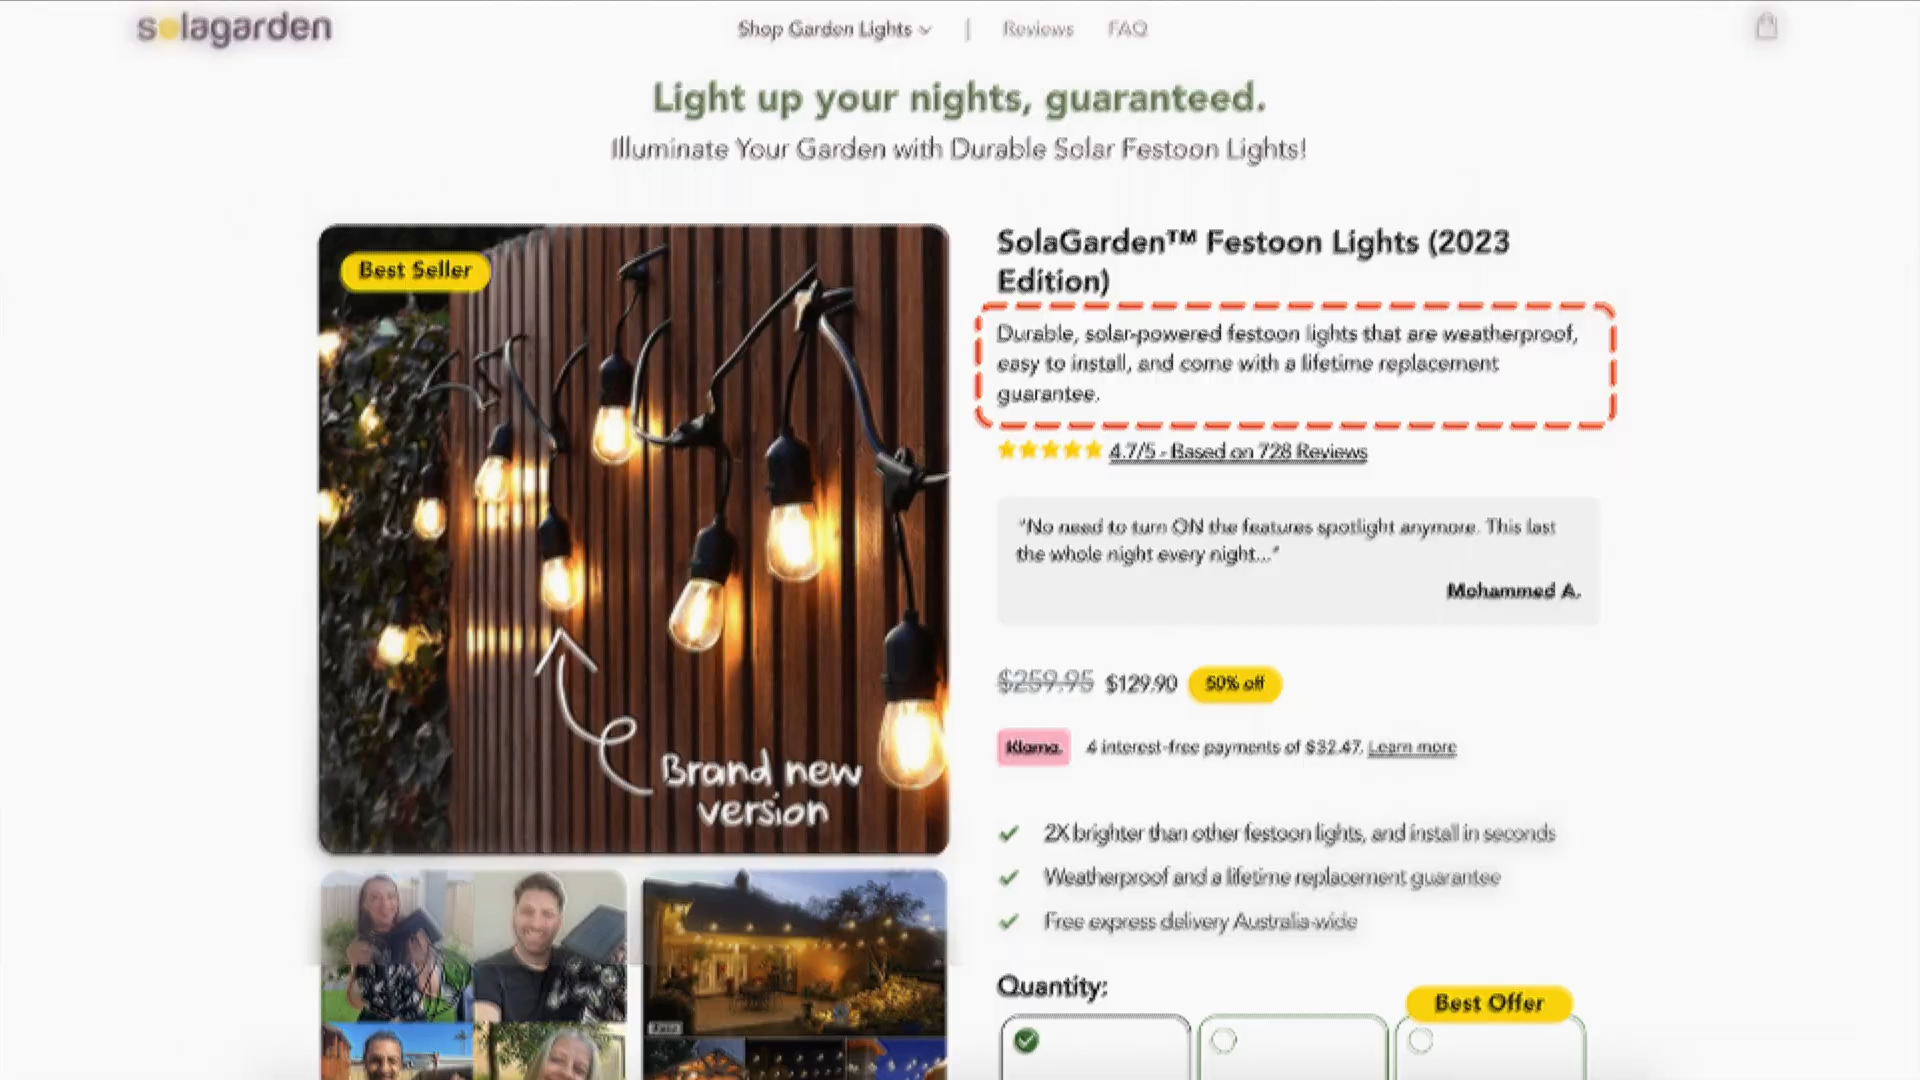 solagarden
Shop Garden Lights
Reviews
FAQ
Light up your nights, guaranteed.
Illuminate Your Garden with Durable Solar Festoon Lights!
Best Seller
Brand new
version
SolaGarden™ Festoon Lights (2023
Edition)
Durable, solar-powered festoon lights that are weatherproof,
easy to install, and come with a lifetime replacement
guarantee.
4.7/5 - Based on 728 Reviews
"No need to turn ON the features spotlight anymore. This last
the whole night every night..."
Mohammed A.
$259.95 $129.90 50% off
Klarna. 4 interest-free payments of $32.47. Learn more
2X brighter than other festoon lights, and install in seconds
Weatherproof and a lifetime replacement guarantee
Free express delivery Australia-wide
Quantity:
Best Offer